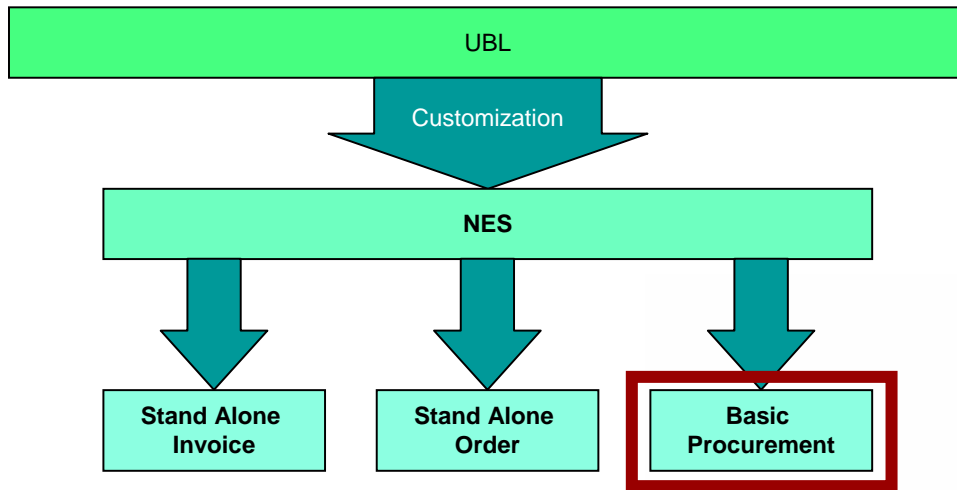 UBL
Customization
NES
Stand Alone
Invoice
Stand Alone
Order
Basic
Procurement